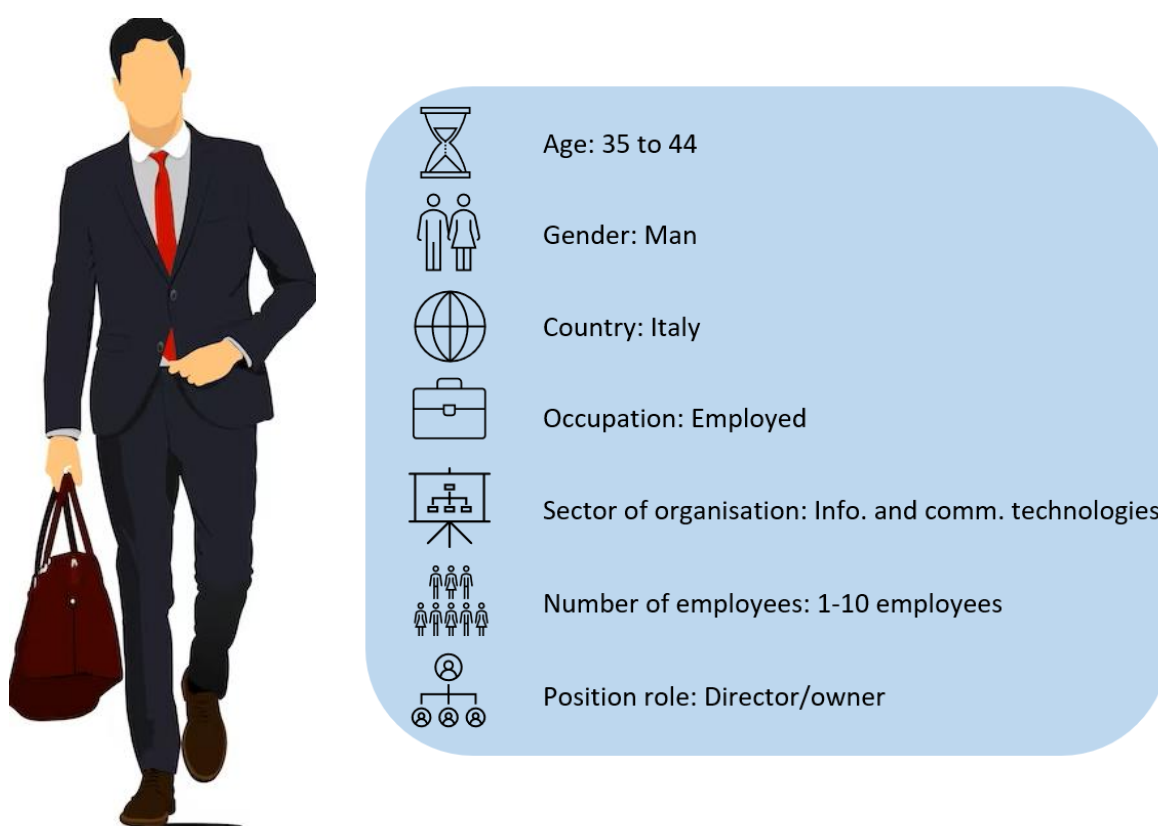 Age: 35 to 44
Gender: Man
Country: Italy
Occupation: Employed
Sector of organisation: Info. and comm. technologies
Number of employees: 1-10 employees
Position role: Director/owner